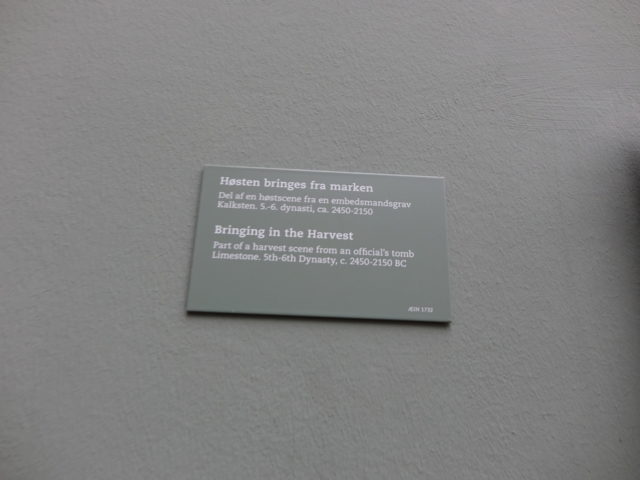 Høsten bringes fra marken
Del af en høstscene fra en embedsmandsgrav
Kalksten. 5.-6. dynasti, ca. 2450-2150
Bringing in the Harvest
Part of a harvest scene from an official's tomb
Limestone. 5th-6th Dynasty, c. 2450-2150 BC
ÆIN 1732